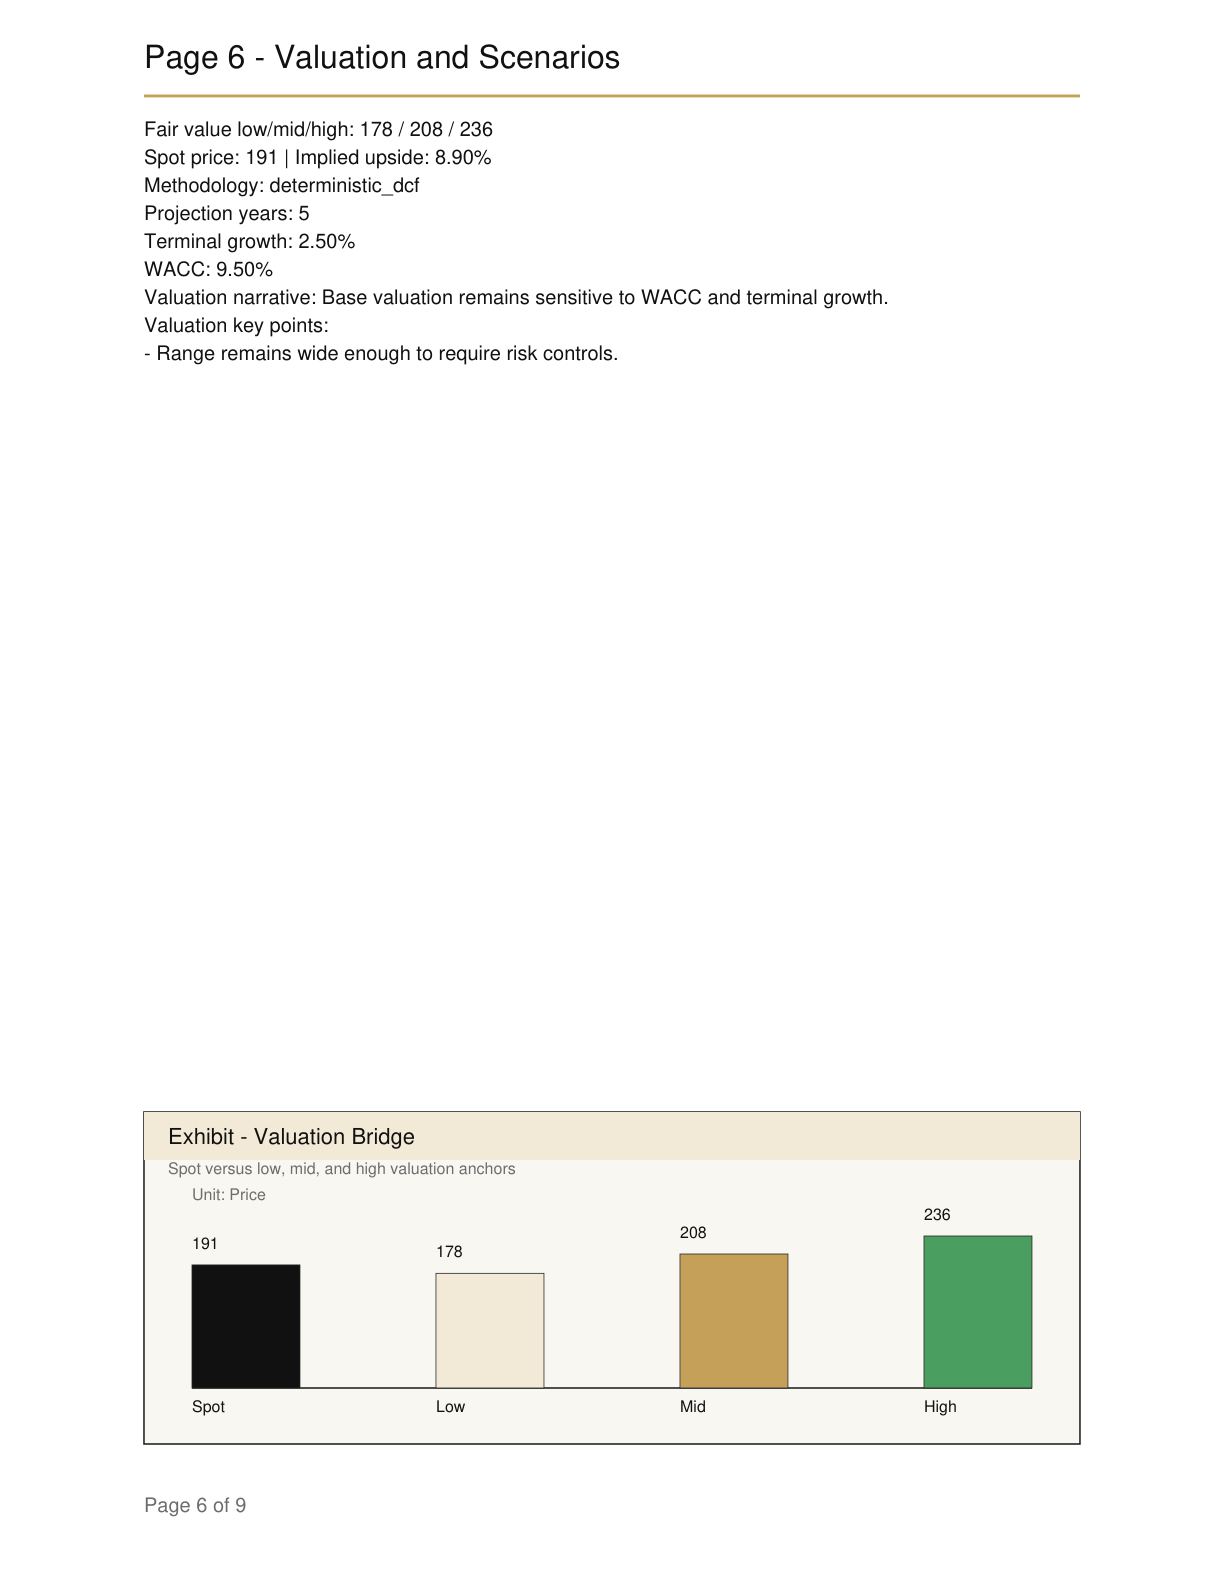 Page 6 - Valuation and Scenarios
Fair value low/mid/high: 178 / 208 / 236
Spot price: 191 | Implied upside: 8.90%
Methodology: deterministic_dcf
Projection years: 5
Terminal growth: 2.50%
WACC: 9.50%
Valuation narrative: Base valuation remains sensitive to WACC and terminal growth.
Valuation key points:
- Range remains wide enough to require risk controls.
Exhibit - Valuation Bridge
Spot versus low, mid, and high valuation anchors
Unit: Price
191 178 208 236
Spot Low Mid High
Page 6 of 9